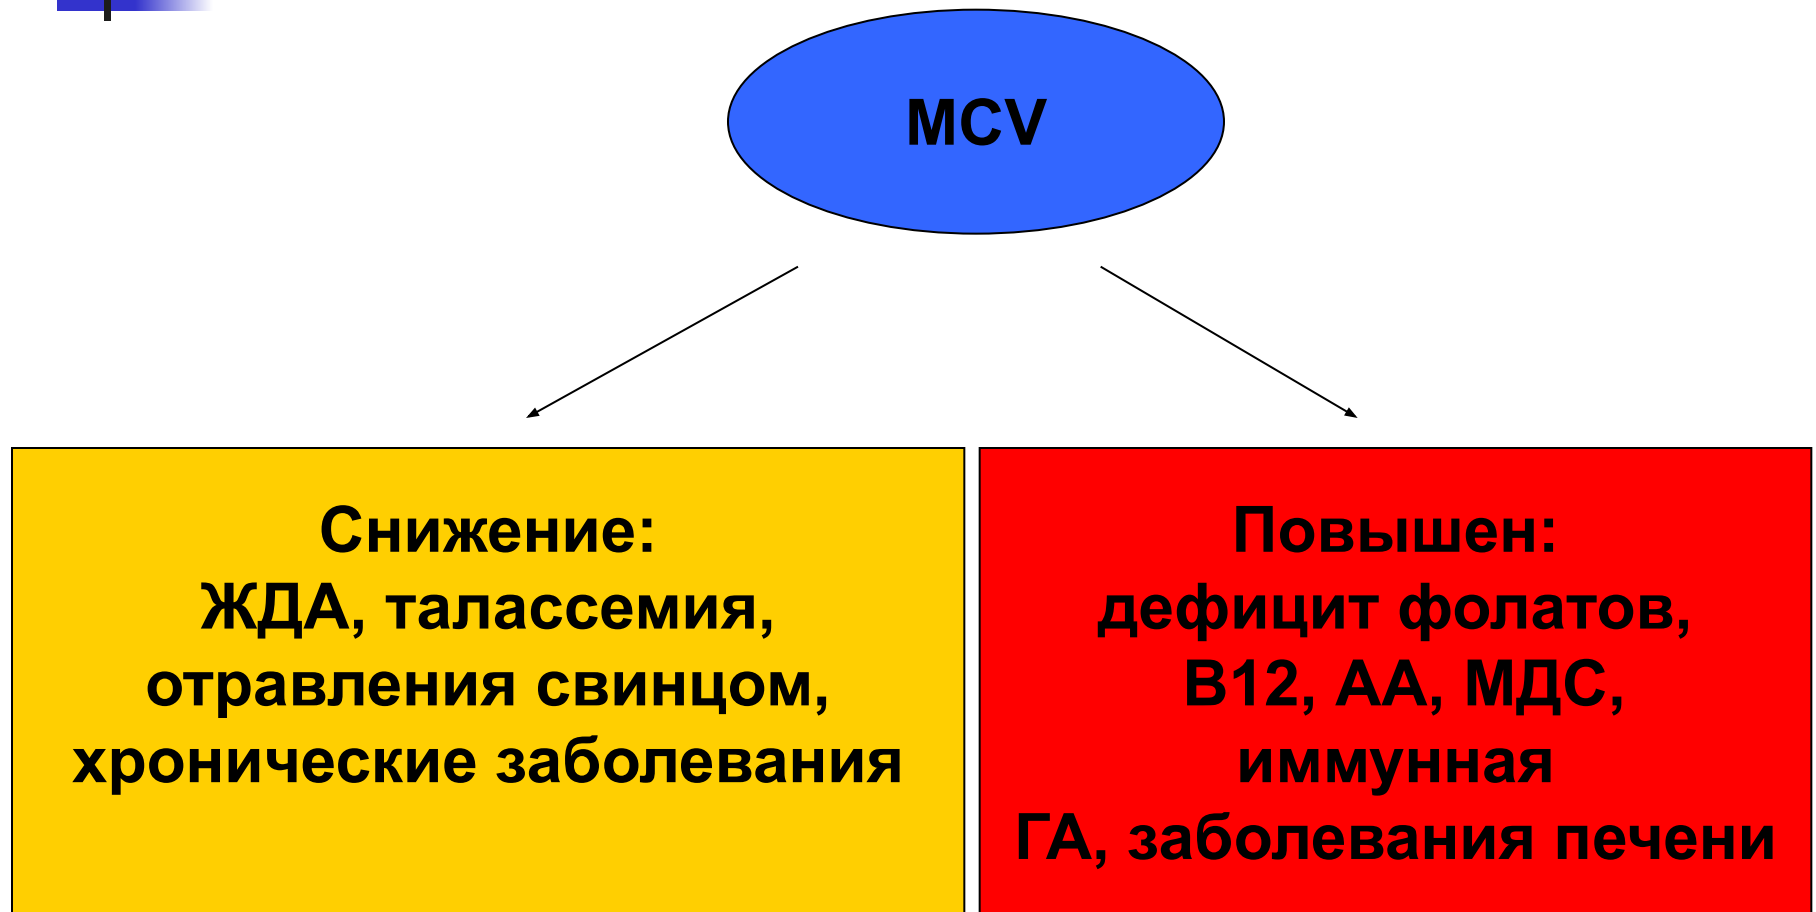 MCV
Снижение:
ЖДА, талассемия,
отравления свинцом,
хронические заболевания
Повышен:
дефицит фолатов,
В12, АА, МДС,
иммунная
ГА, заболевания печени